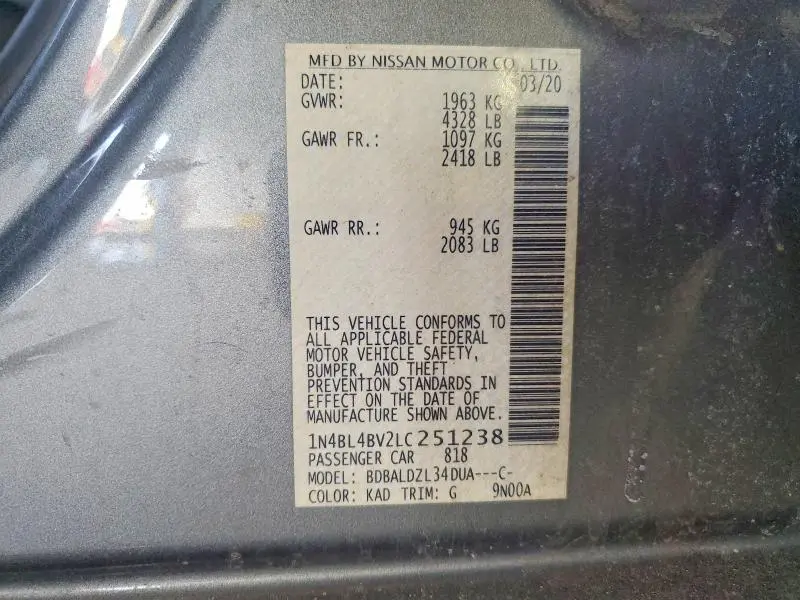 MFD BY NISSAN MOTOR CO., LTD.
DATE: 03/20
GVWR: 1963 KG
4328 LB
GAWR FR.: 1097 KG
2418 LB
GAWR RR.: 945 KG
2083 LB
THIS VEHICLE CONFORMS TO
ALL APPLICABLE FEDERAL
MOTOR VEHICLE SAFETY,
BUMPER, AND THEFT
PREVENTION STANDARDS IN
EFFECT ON THE DATE OF
MANUFACTURE SHOWN ABOVE.
1N4BL4BV2LC251238
PASSENGER CAR 818
MODEL: BDBALDZL34DUA---C-
COLOR: KAD TRIM: G 9N00A